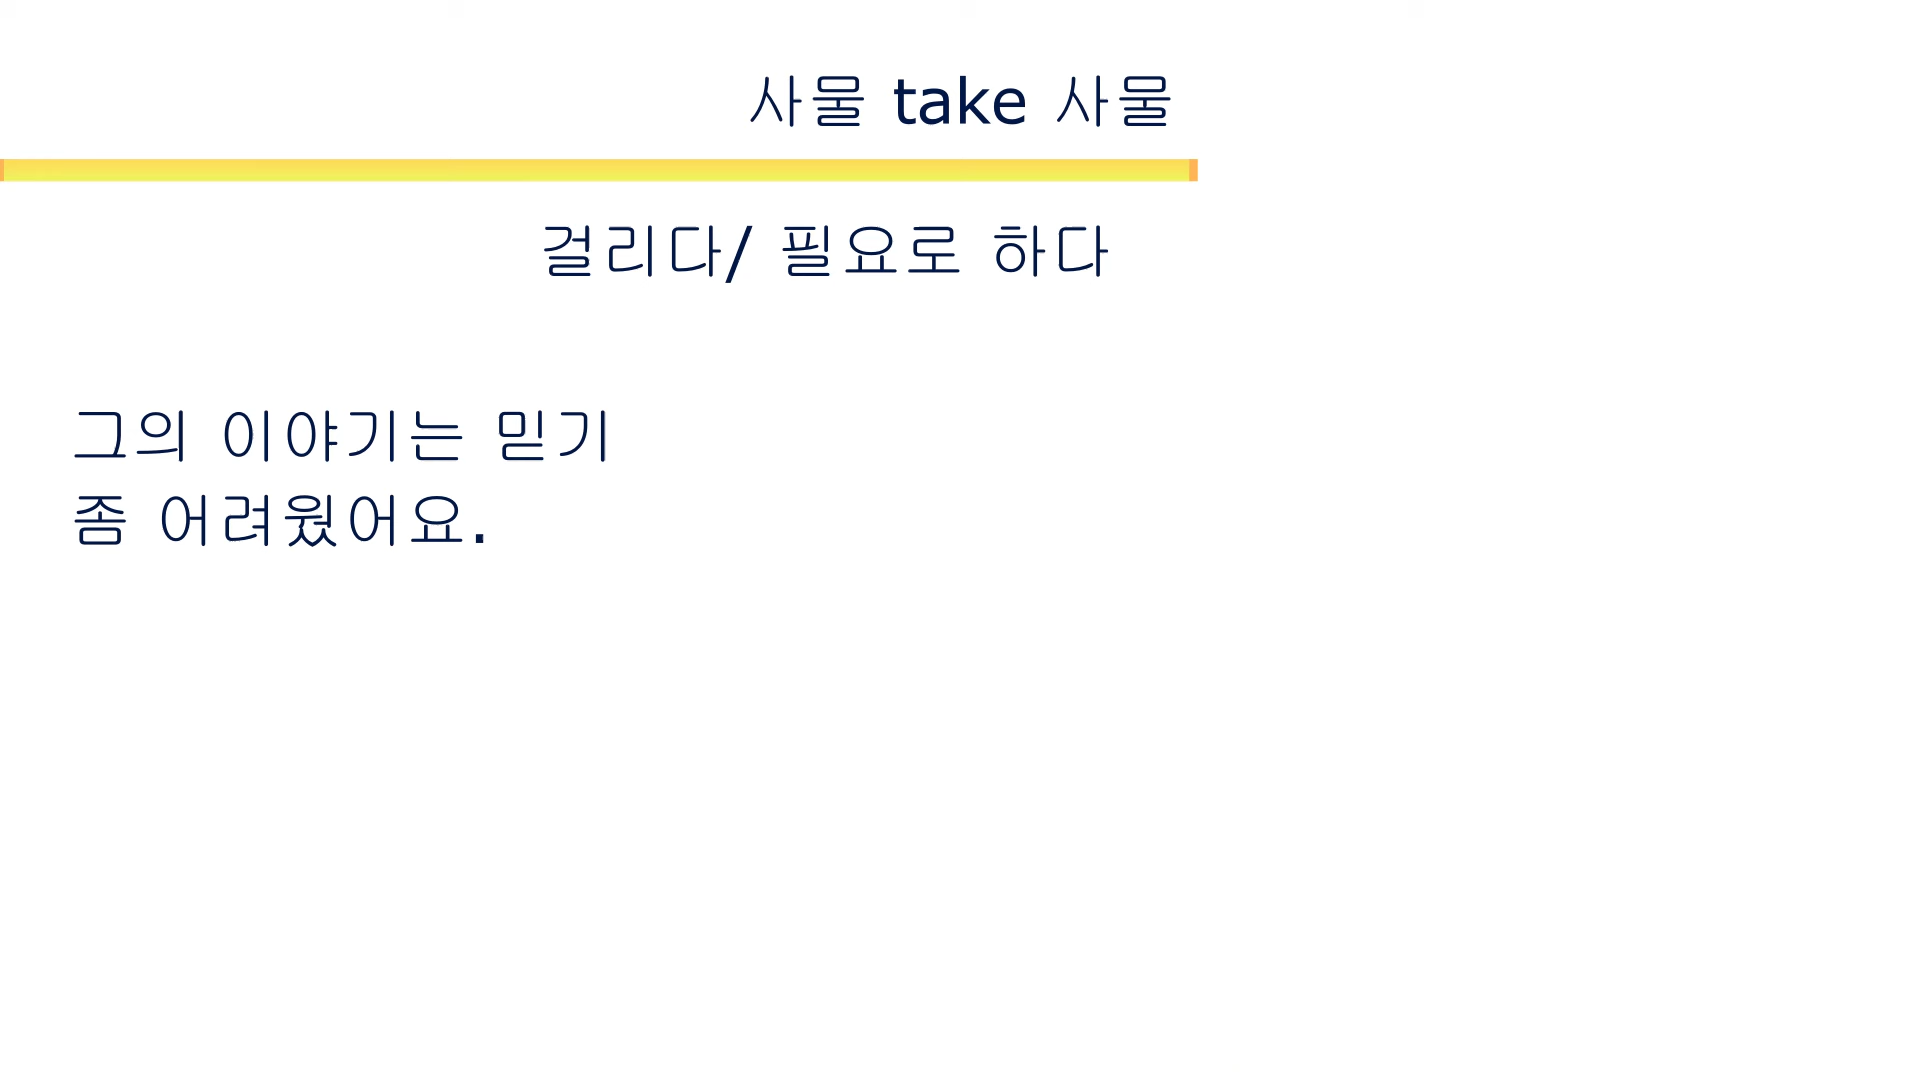 사물 take 사물
걸리다/ 필요로 하다
그의 이야기는 믿기
좀 어려웠어요.